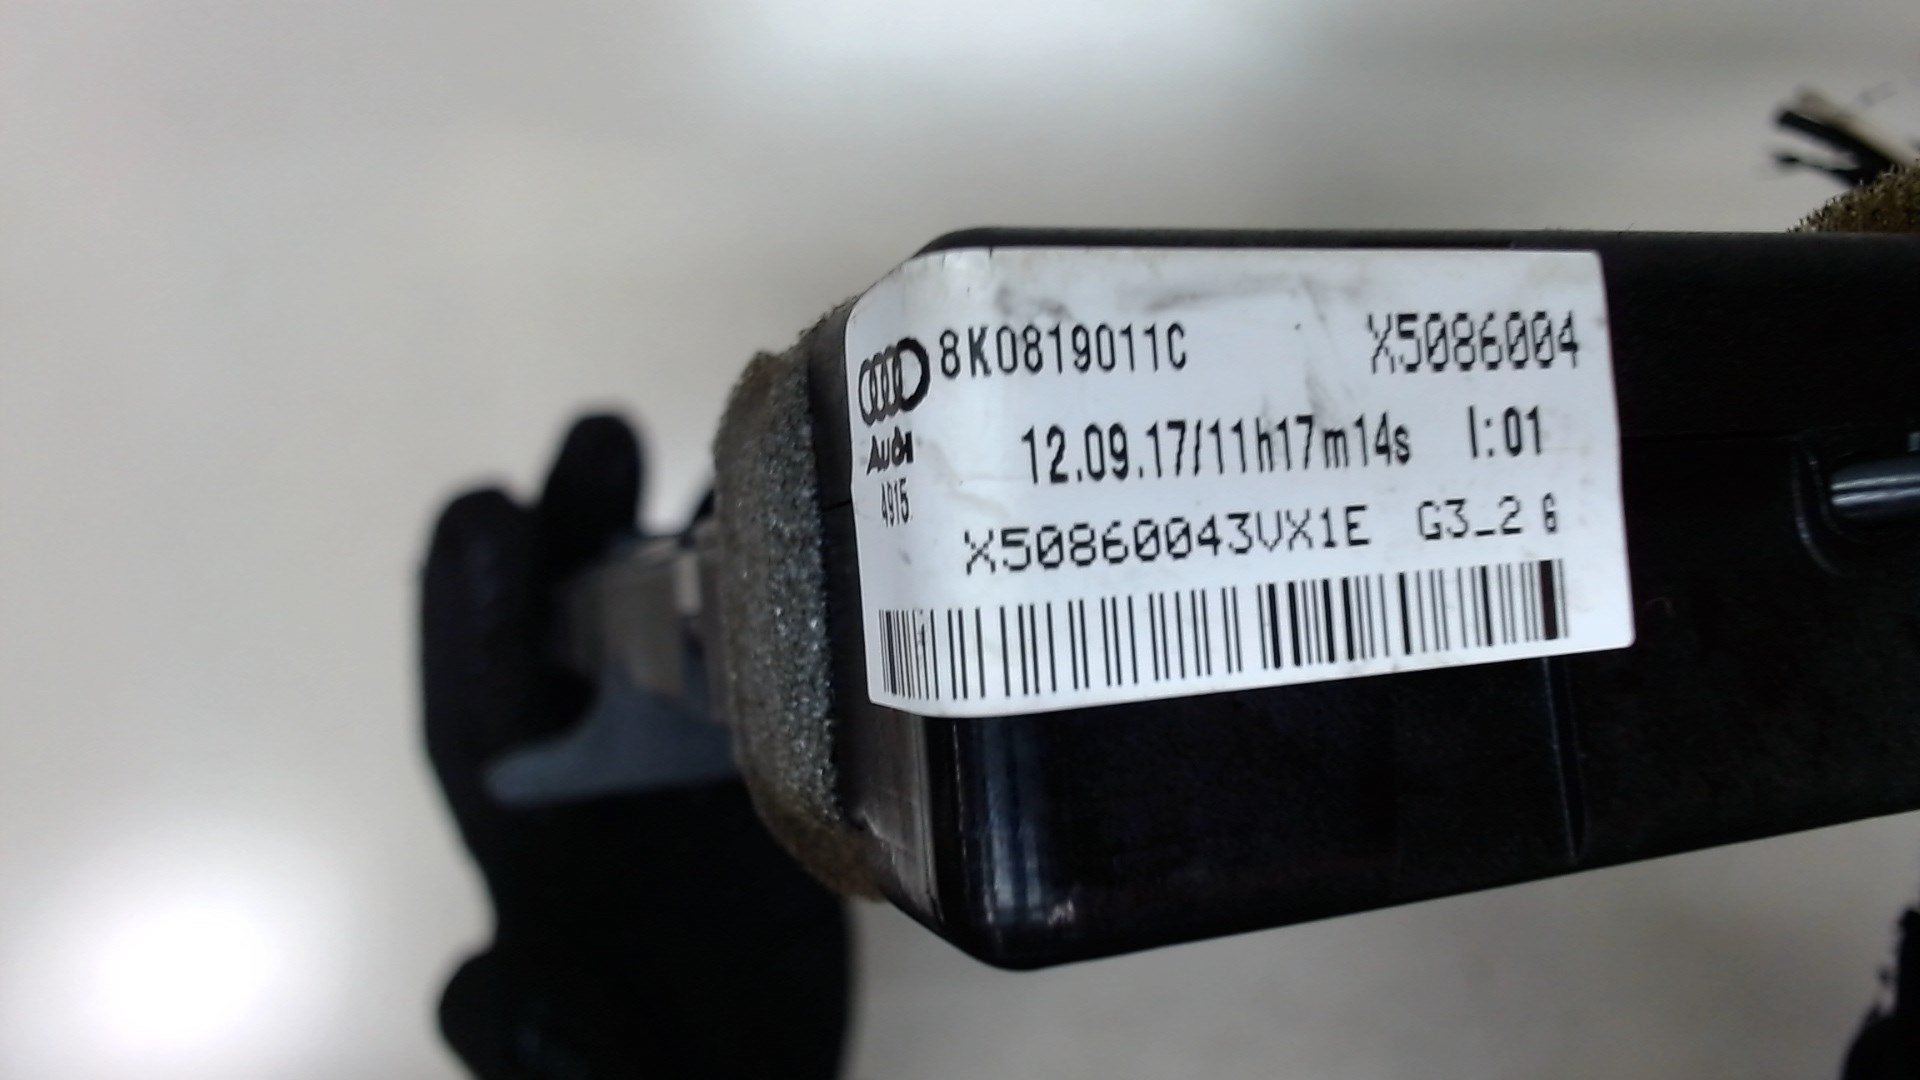 8K0819011C X5086004
Audi
12.09.17/11h17m14s I:01
4915
X50860043VX1E G3_2 6